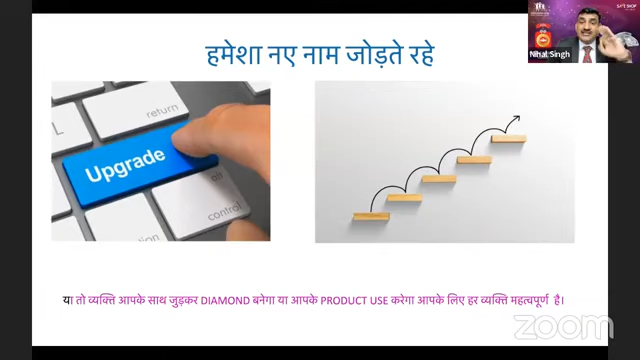 हमेशा नए नाम जोड़ते रहे
return
Upgrade
control
या तो व्यक्ति आपके साथ जुड़कर DIAMOND बनेगा या आपके PRODUCT USE करेगा आपके लिए हर व्यक्ति महत्वपूर्ण है।
Nihal Singh
zoom